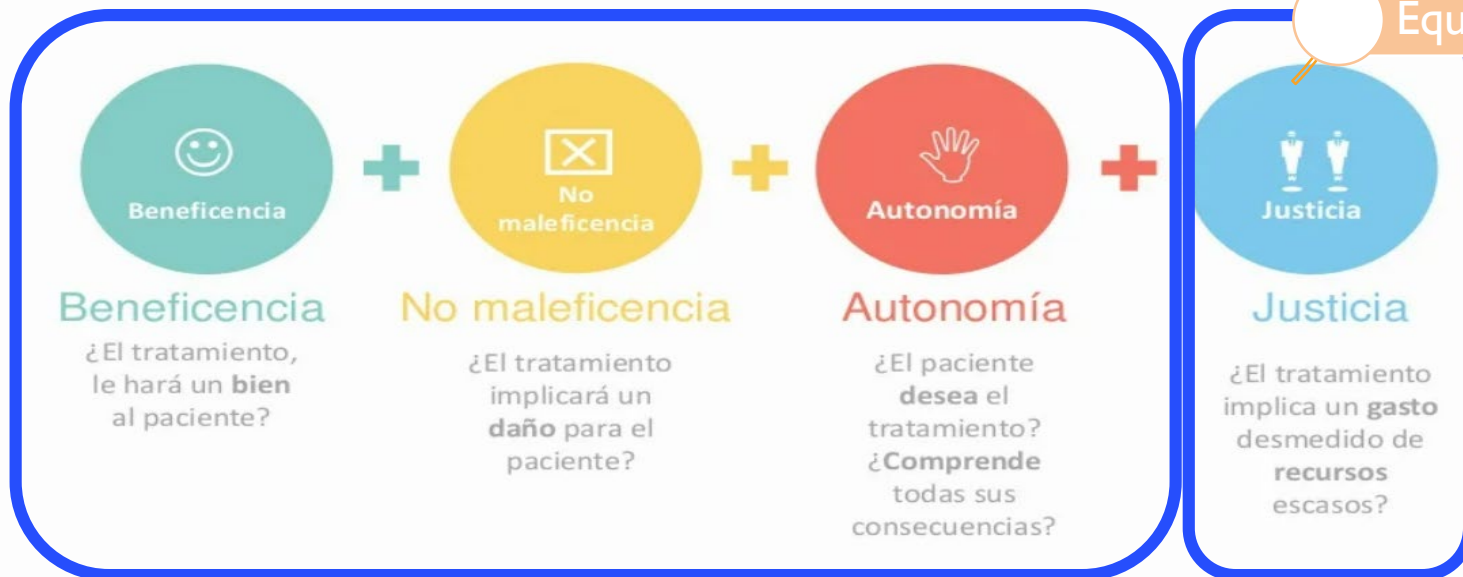 Equ
Beneficencia
No
maleficencia
Autonomía
Justicia
Beneficencia
No maleficencia
Autonomía
Justicia
¿El tratamiento,
le hará un bien
al paciente?
¿El tratamiento
implicará un
daño para el
paciente?
¿El paciente
desea el
tratamiento?
¿Comprende
todas sus
consecuencias?
¿El tratamiento
implica un gasto
desmedido de
recursos
escasos?